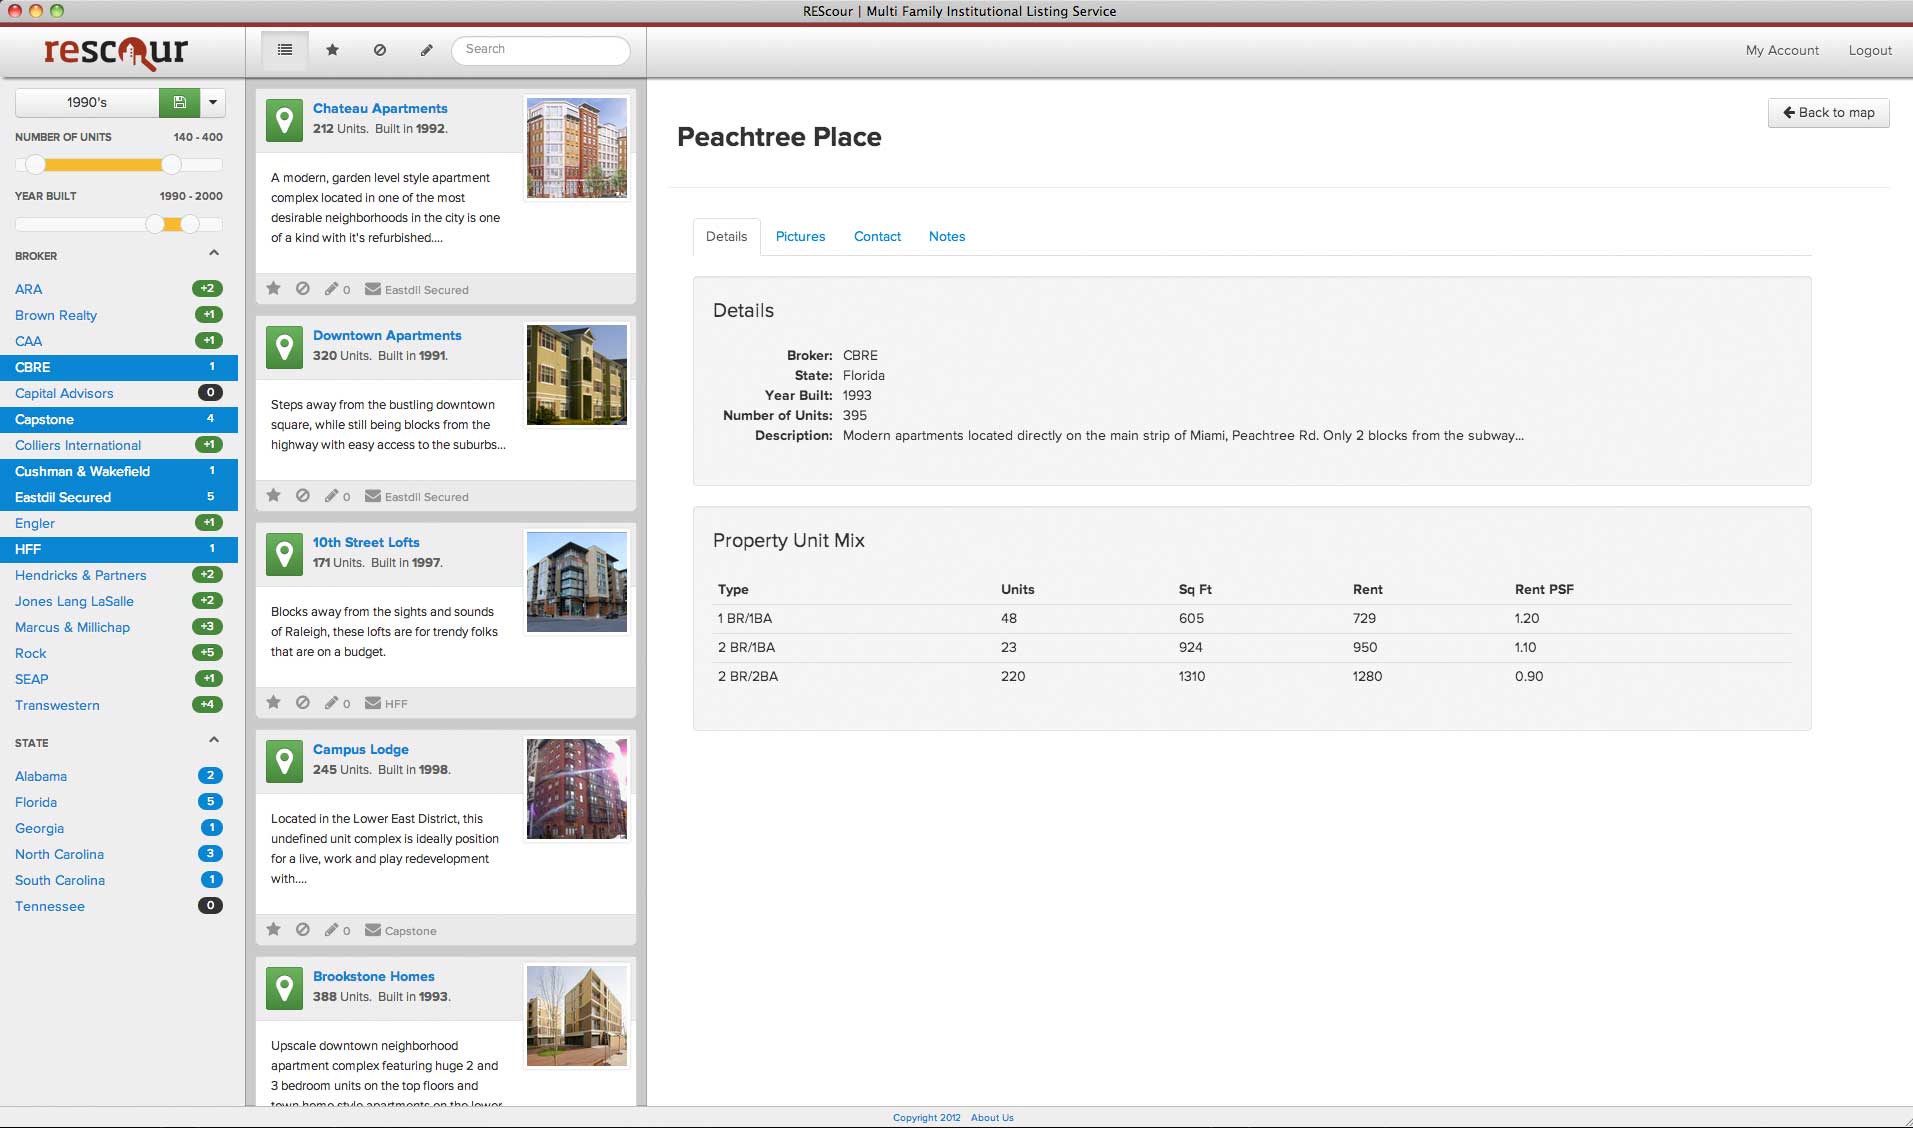 REScour | Multi Family Institutional Listing Service
rescour
Search
My Account Logout
1990's
NUMBER OF UNITS 140 - 400
YEAR BUILT 1990 - 2000
BROKER
ARA +2
Brown Realty +1
CAA +1
CBRE 1
Capital Advisors 0
Capstone 4
Colliers International +1
Cushman & Wakefield 1
Eastdil Secured 5
Engler +1
HFF 1
Hendricks & Partners +2
Jones Lang LaSalle +2
Marcus & Millichap +3
Rock +5
SEAP +1
Transwestern +4
STATE
Alabama 2
Florida 5
Georgia 1
North Carolina 3
South Carolina 1
Tennessee 0
Chateau Apartments
212 Units. Built in 1992.
A modern, garden level style apartment
complex located in one of the most
desirable neighborhoods in the city is one
of a kind with it's refurbished....
0 Eastdil Secured
Downtown Apartments
320 Units. Built in 1991.
Steps away from the bustling downtown
square, while still being blocks from the
highway with easy access to the suburbs...
0 Eastdil Secured
10th Street Lofts
171 Units. Built in 1997.
Blocks away from the sights and sounds
of Raleigh, these lofts are for trendy folks
that are on a budget.
0 HFF
Campus Lodge
245 Units. Built in 1998.
Located in the Lower East District, this
undefined unit complex is ideally position
for a live, work and play redevelopment
with....
0 Capstone
Brookstone Homes
388 Units. Built in 1993.
Upscale downtown neighborhood
apartment complex featuring huge 2 and
3 bedroom units on the top floors and
town home style apartments on the lower
Back to map
Peachtree Place
Details Pictures Contact Notes
Details
Broker: CBRE
State: Florida
Year Built: 1993
Number of Units: 395
Description: Modern apartments located directly on the main strip of Miami, Peachtree Rd. Only 2 blocks from the subway...
Property Unit Mix
Type Units Sq Ft Rent Rent PSF
1 BR/1BA 48 605 729 1.20
2 BR/1BA 23 924 950 1.10
2 BR/2BA 220 1310 1280 0.90
Copyright 2012 About Us